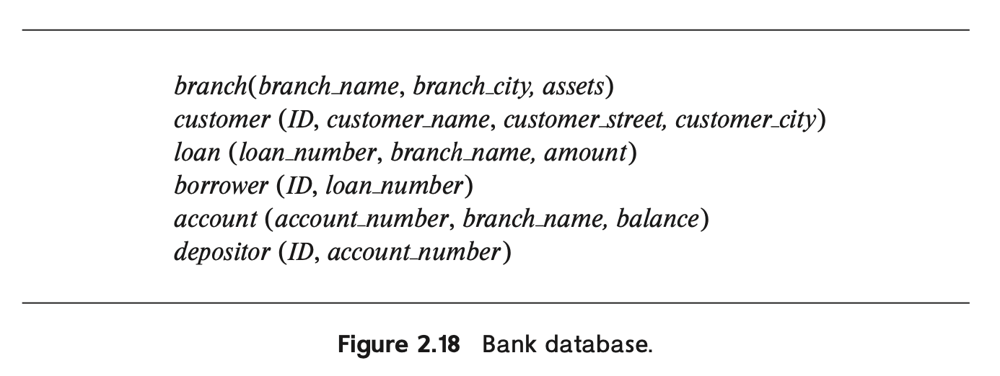 branch(branch_name, branch_city, assets)
customer (ID, customer_name, customer_street, customer_city)
loan (loan_number, branch_name, amount)
borrower (ID, loan_number)
account (account_number, branch_name, balance)
depositor (ID, account_number)
Figure 2.18 Bank database.